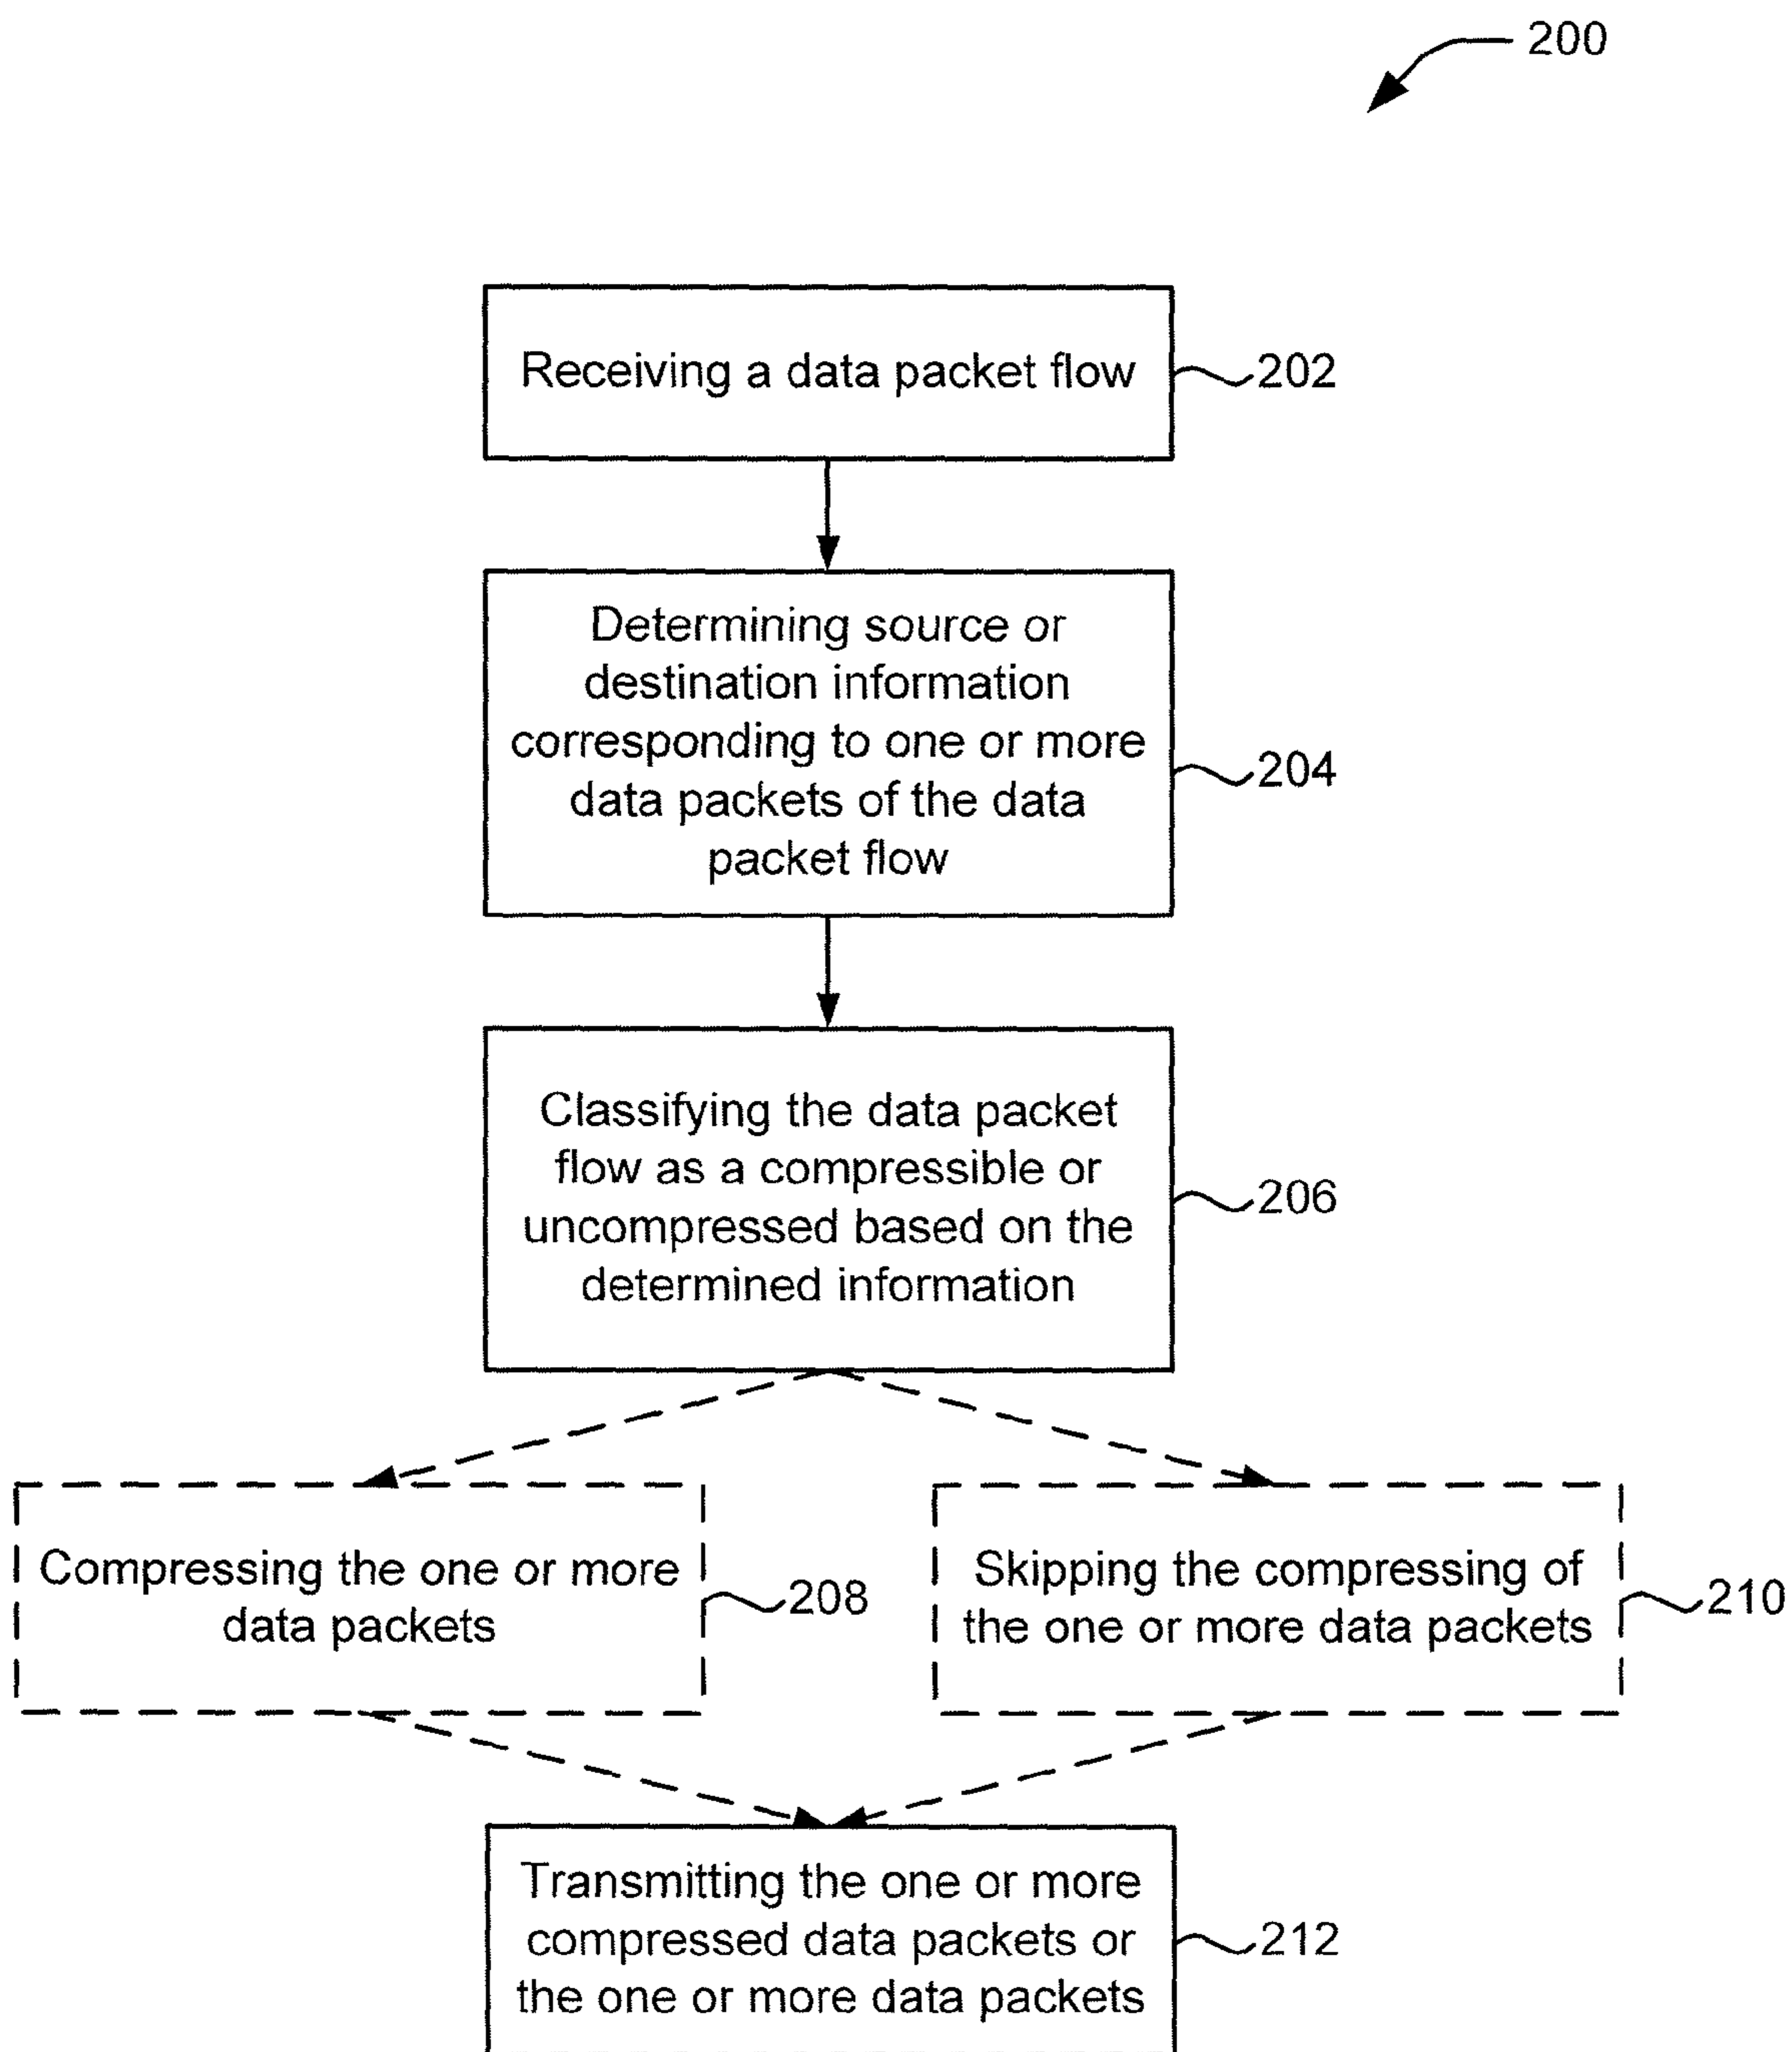 200
Receiving a data packet flow
202
Determining source or
destination information
corresponding to one or more
data packets of the data
packet flow
204
Classifying the data packet
flow as a compressible or
uncompressed based on the
determined information
206
Compressing the one or more
data packets
208
Skipping the compressing of
the one or more data packets
210
Transmitting the one or more
compressed data packets or
the one or more data packets
212